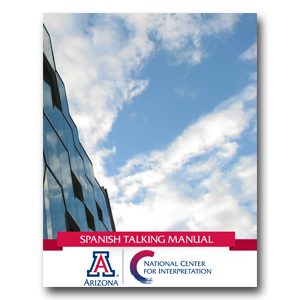 SPANISH TALKING MANUAL
A
ARIZONA
NATIONAL CENTER
FOR INTERPRETATION